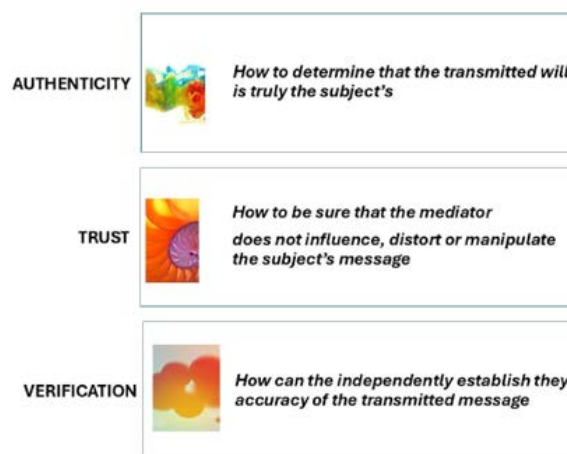 AUTHENTICITY
How to determine that the transmitted will
is truly the subject's
TRUST
How to be sure that the mediator
does not influence, distort or manipulate
the subject's message
VERIFICATION
How can the independently establish they
accuracy of the transmitted message